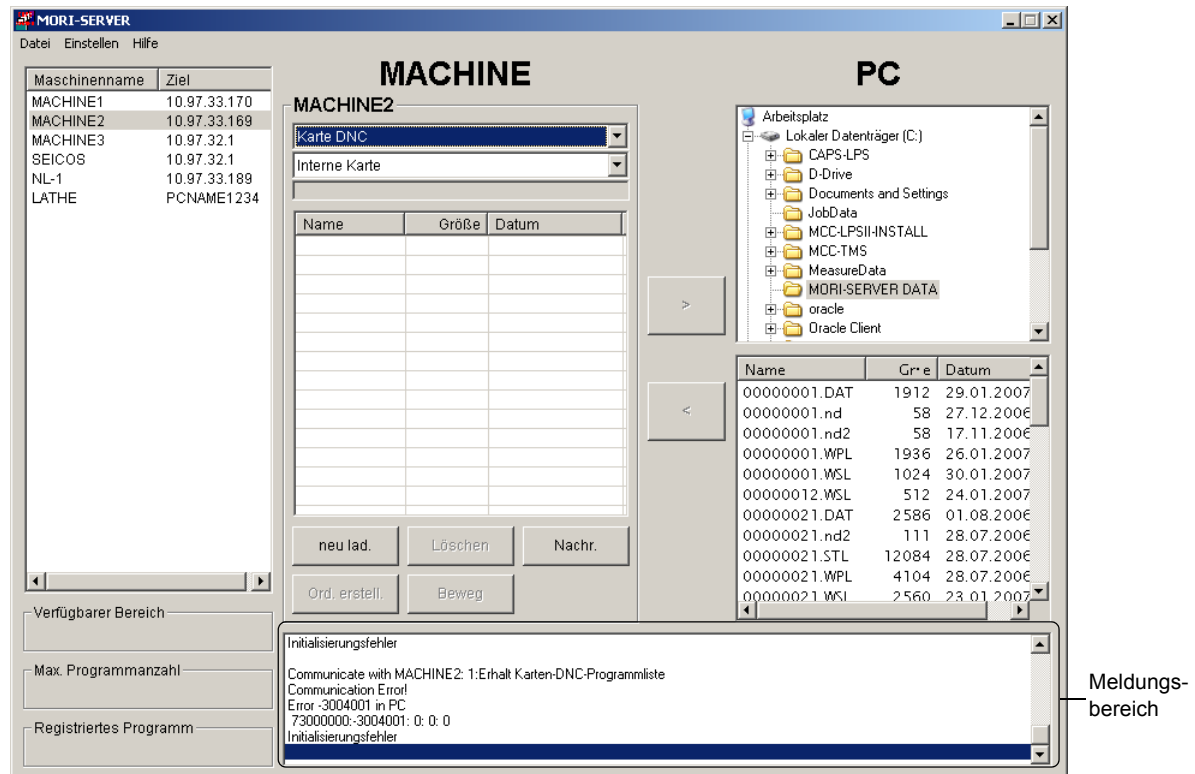 MORI-SERVER
Datei Einstellen Hilfe
Maschinenname Ziel
MACHINE1 10.97.33.170
MACHINE2 10.97.33.169
MACHINE3 10.97.32.1
SEICOS 10.97.32.1
NL-1 10.97.33.189
LATHE PCNAME1234
Verfügbarer Bereich
Max. Programmanzahl
Registriertes Programm
MACHINE
MACHINE2
Karte DNC
Interne Karte
Name Größe Datum
neu lad. Löschen Nachr.
Ord. erstell. Beweg
>
<
PC
Arbeitsplatz
Lokaler Datenträger (C:)
CAPS-LPS
D-Drive
Documents and Settings
JobData
MCC-LPSII-INSTALL
MCC-TMS
MeasureData
MORI-SERVER DATA
oracle
Oracle Client
Name Gr·e Datum
00000001.DAT 1912 29.01.2007
00000001.nd 58 27.12.2006
00000001.nd2 58 17.11.2006
00000001.WPL 1936 26.01.2007
00000001.WSL 1024 30.01.2007
00000012.WSL 512 24.01.2007
00000021.DAT 2586 01.08.2006
00000021.nd2 111 28.07.2006
00000021.STL 12084 28.07.2006
00000021.WPL 4104 28.07.2006
00000021.WSL 2560 23.01.2007
Initialisierungsfehler
Communicate with MACHINE2: 1:Erhalt Karten-DNC-Programmliste
Communication Error!
Error -3004001 in PC
73000000:-3004001: 0: 0: 0
Initialisierungsfehler
Meldungs-
bereich